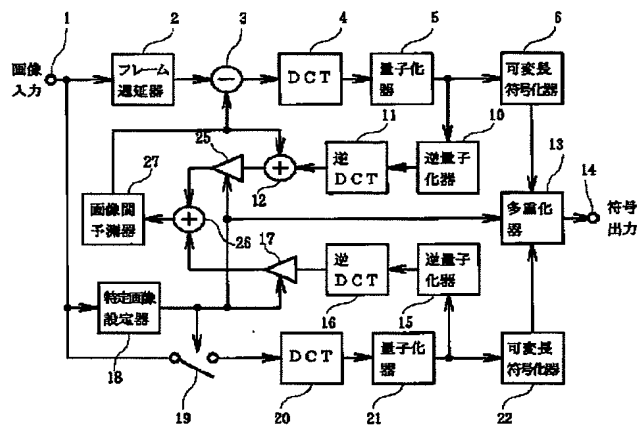 1
2
3
4
5
6
画像
入力
フレーム
遅延器
−
DCT
量子化
器
可変長
符号化器
25
11
10
27
+
12
逆
DCT
逆量子
化器
13
14
画像間
予測器
+
26
17
多重化
器
符号
出力
特定画像
設定器
逆
DCT
逆量子
化器
18
16
15
19
DCT
量子化
器
可変長
符号化器
20
21
22